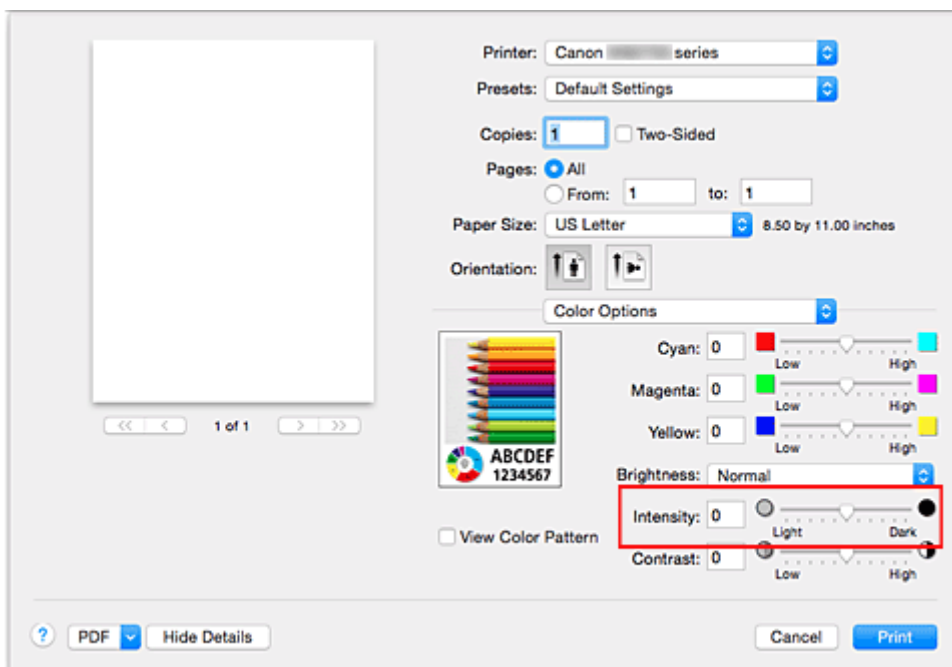 Printer: Canon series
Presets: Default Settings
Copies: 1 Two-Sided
Pages: All
From: 1 to: 1
Paper Size: US Letter 8.50 by 11.00 inches
Orientation:
Color Options
Cyan: 0
Low High
Magenta: 0
Low High
Yellow: 0
Low High
ABCDEF
1234567
Brightness: Normal
Intensity: 0
Light Dark
View Color Pattern
Contrast: 0
Low High
<< < 1 of 1 > >>
? PDF Hide Details Cancel Print